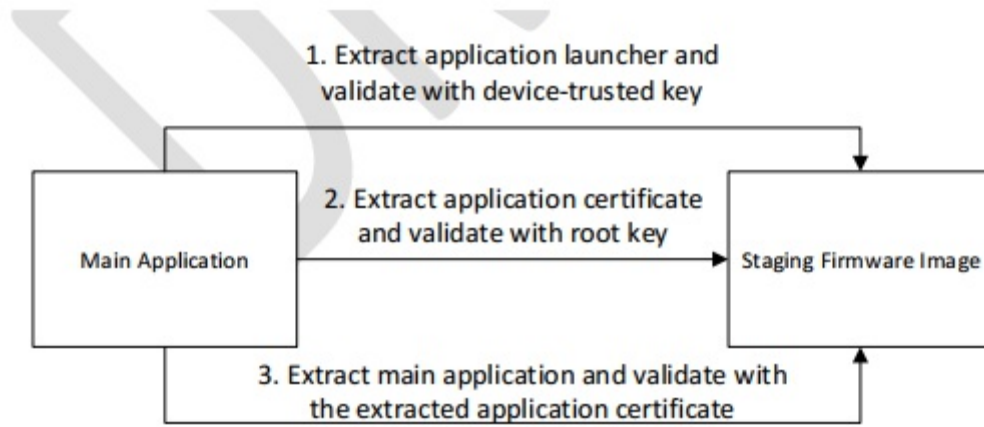 1. Extract application launcher and
validate with device-trusted key
2. Extract application certificate
and validate with root key
Main Application
Staging Firmware Image
3. Extract main application and validate with
the extracted application certificate